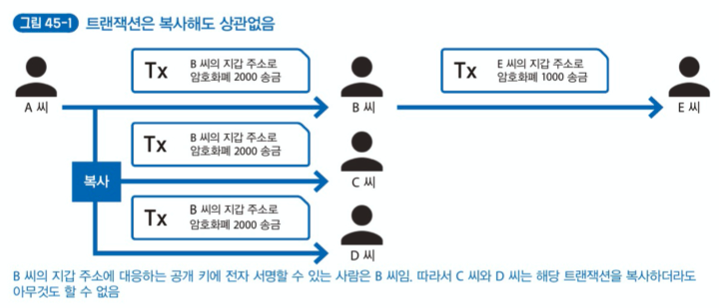 그림 45-1 트랜잭션은 복사해도 상관없음
Tx
B 씨의 지갑 주소로
암호화폐 2000 송금
Tx
E 씨의 지갑 주소로
암호화폐 1000 송금
A 씨
B 씨
E 씨
Tx
B 씨의 지갑 주소로
암호화폐 2000 송금
복사
C 씨
Tx
B 씨의 지갑 주소로
암호화폐 2000 송금
D 씨
B 씨의 지갑 주소에 대응하는 공개 키에 전자 서명할 수 있는 사람은 B 씨임. 따라서 C 씨와 D 씨는 해당 트랜잭션을 복사하더라도
아무것도 할 수 없음